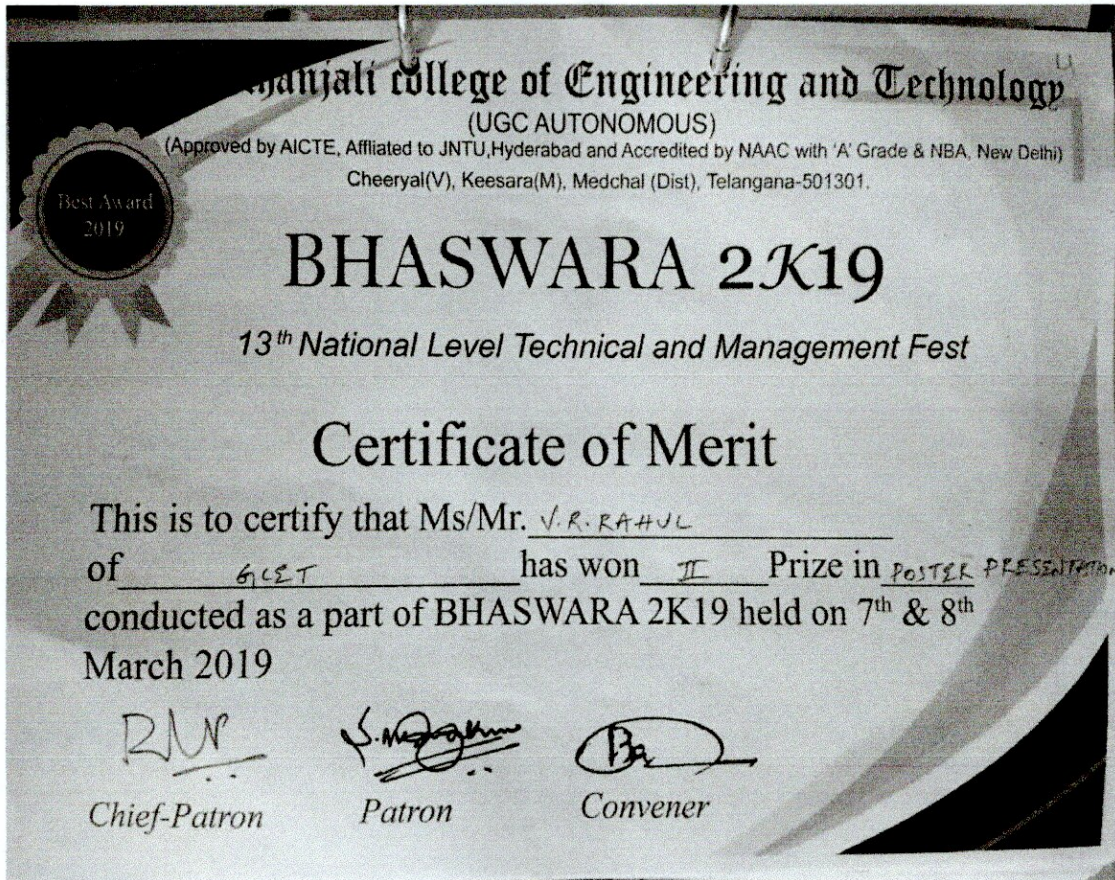 hanjali college of Engineering and Technology
(UGC AUTONOMOUS)
(Approved by AICTE, Affliated to JNTU,Hyderabad and Accredited by NAAC with 'A' Grade & NBA, New Delhi)
Cheeryal(V), Keesara(M), Medchal (Dist), Telangana-501301.
Best Award
2019
BHASWARA 2K19
13th National Level Technical and Management Fest
Certificate of Merit
This is to certify that Ms/Mr. V.R.RAHUL
of GCET has won II Prize in POSTER PRESENTATION
conducted as a part of BHASWARA 2K19 held on 7th & 8th
March 2019
Chief-Patron Patron Convener